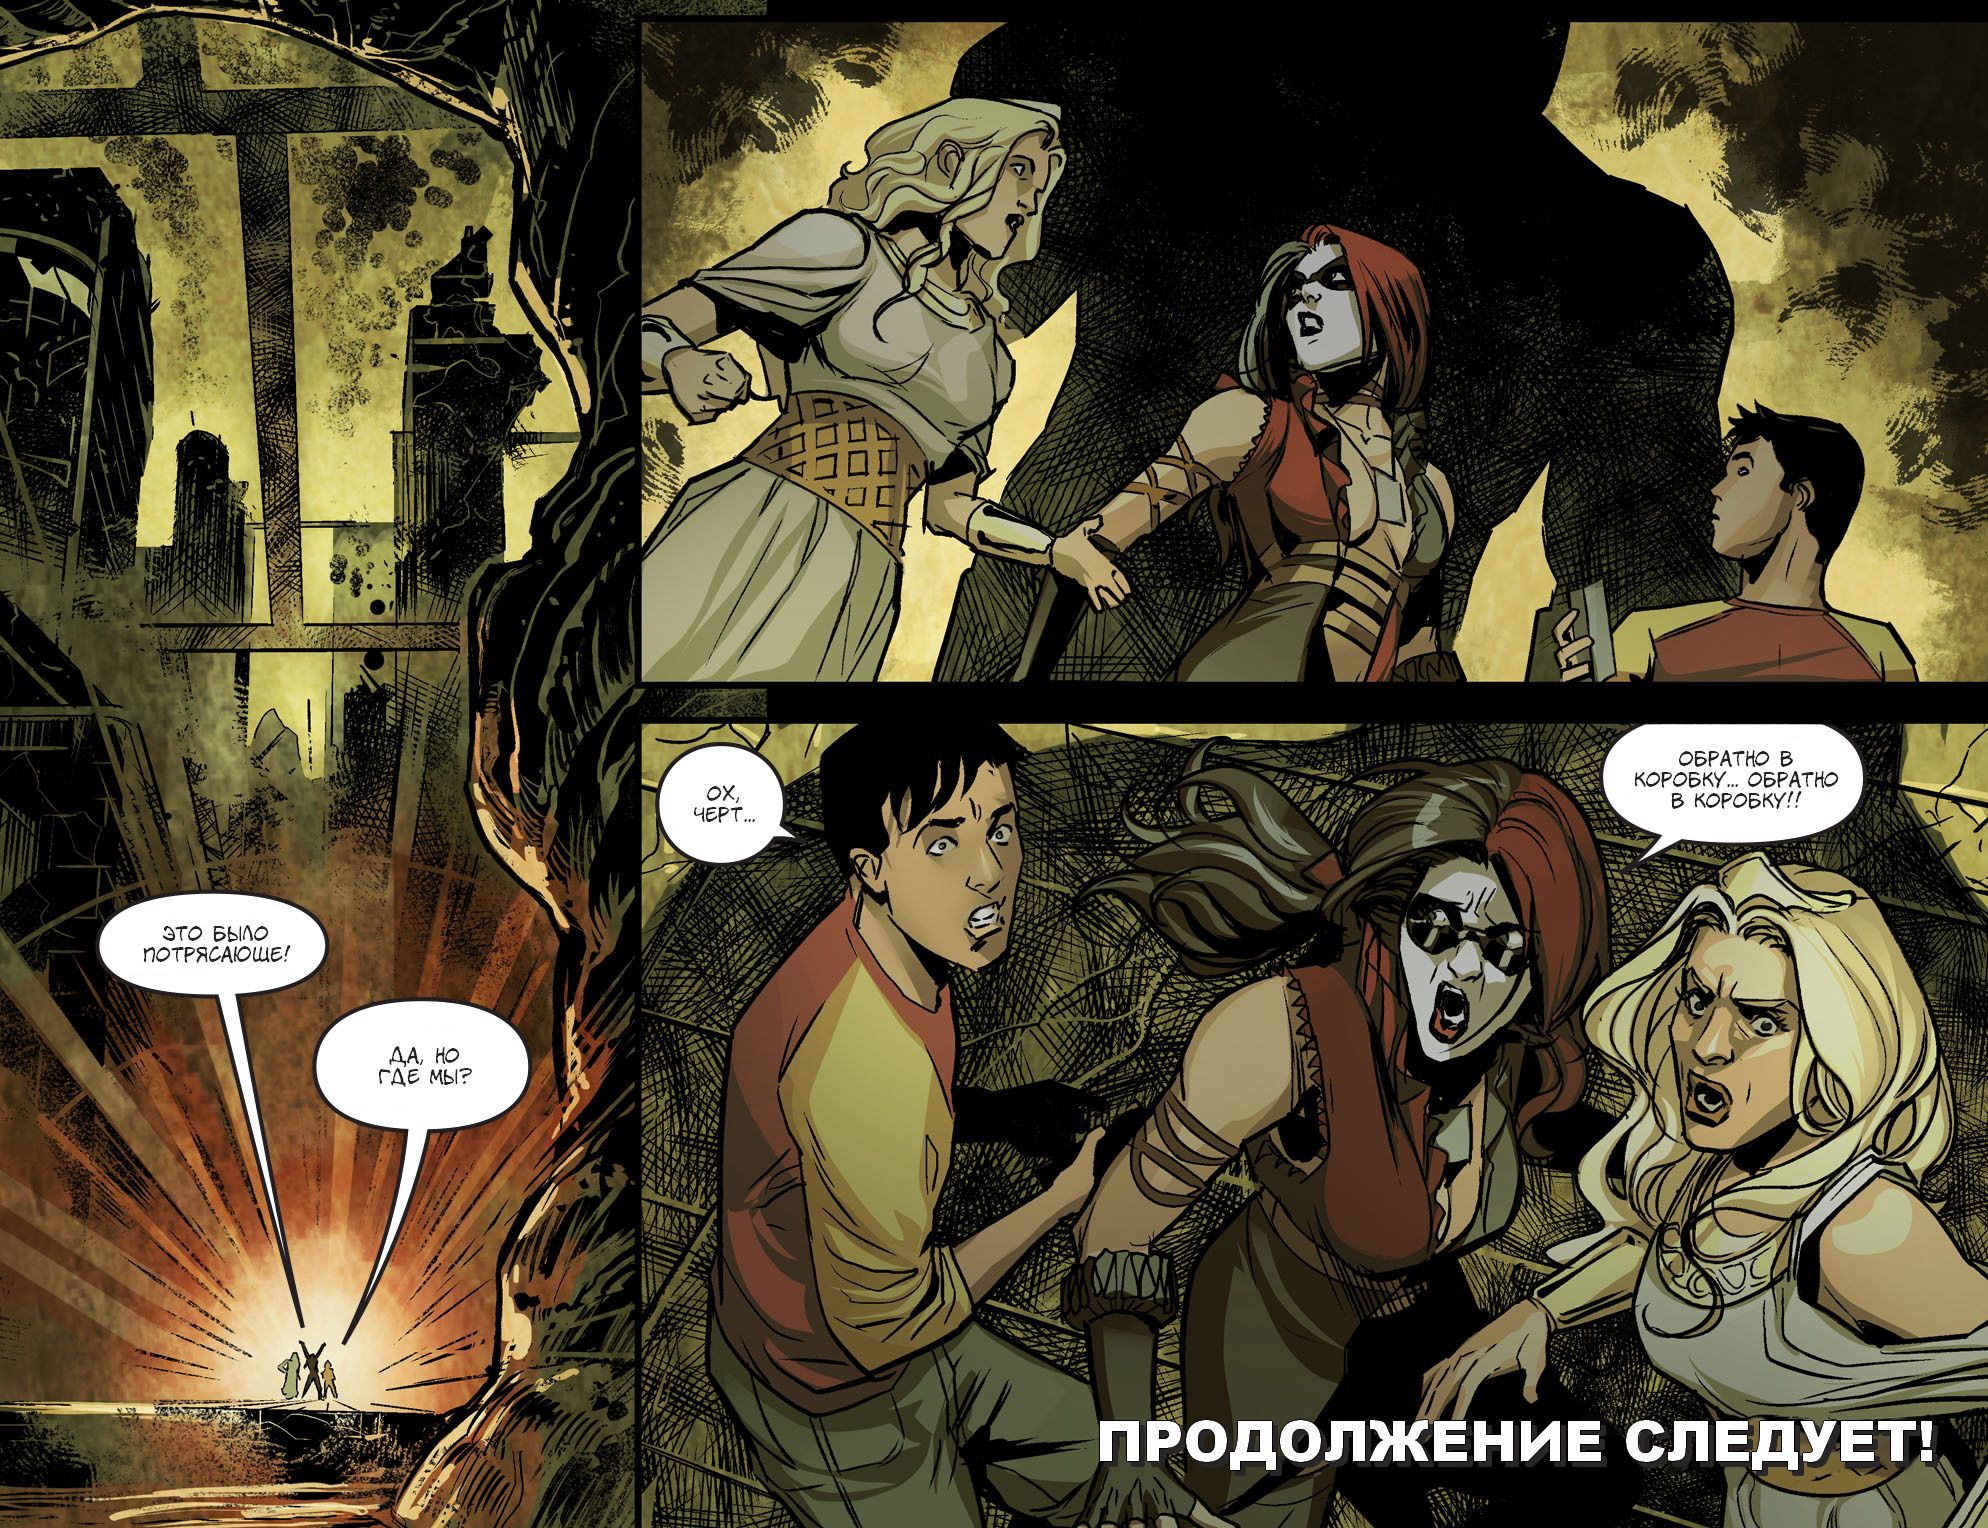 ЭТО БЫЛО
ПОТРЯСАЮЩЕ!
ДА, НО
ГДЕ МЫ?
ОХ,
ЧЕРТ...
ОБРАТНО В
КОРОБКУ... ОБРАТНО
В КОРОБКУ!!
ПРОДОЛЖЕНИЕ СЛЕДУЕТ!